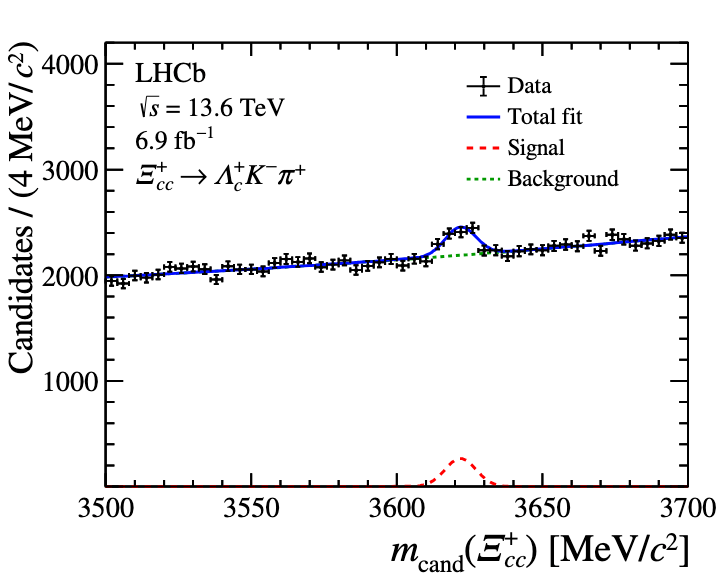 LHCb
√s = 13.6 TeV
6.9 fb⁻¹
Ξcc⁺ → Λc⁺K⁻π⁺
Data
Total fit
Signal
Background
Candidates / (4 MeV/c²)
4000
3000
2000
1000
3500 3550 3600 3650 3700
mcand(Ξcc⁺) [MeV/c²]